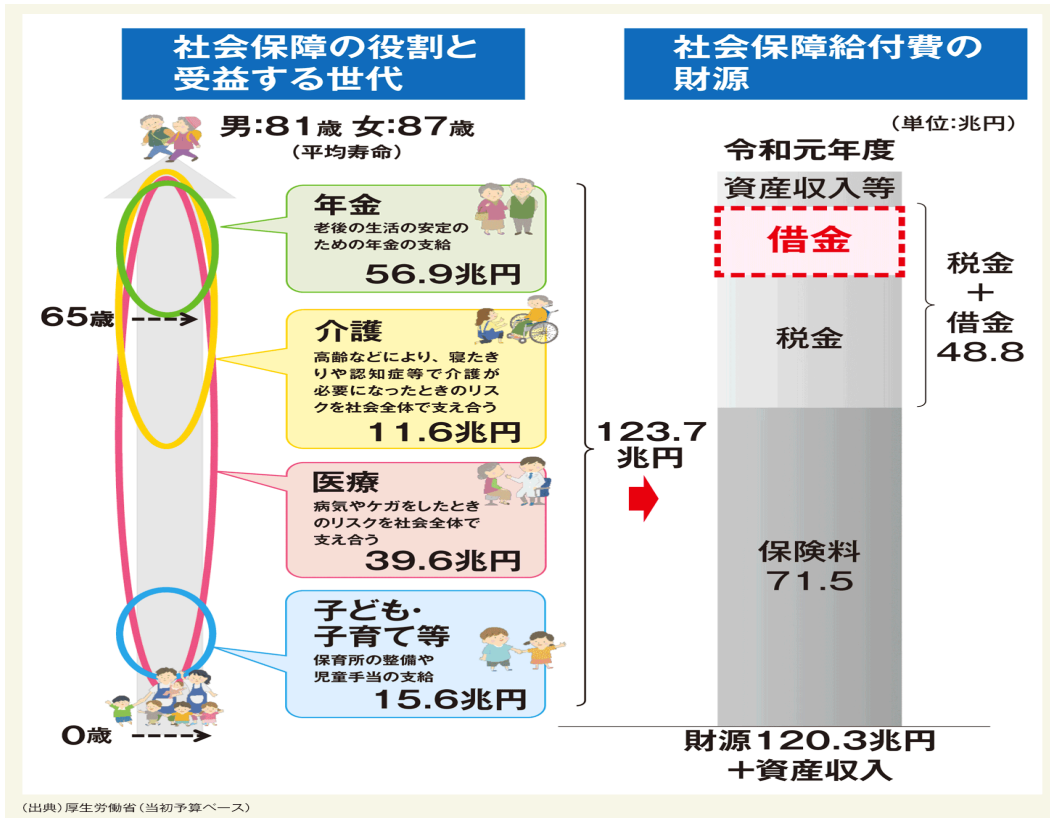 社会保障の役割と
受益する世代
男:81歳 女:87歳
(平均寿命)
年金
老後の生活の安定の
ための年金の支給
56.9兆円
65歳
介護
高齢などにより、寝たき
りや認知症等で介護が
必要になったときのリス
クを社会全体で支え合う
11.6兆円
医療
病気やケガをしたとき
のリスクを社会全体で
支え合う
39.6兆円
子ども・
子育て等
保育所の整備や
児童手当の支給
15.6兆円
0歳
123.7
兆円
社会保障給付費の
財源
(単位:兆円)
令和元年度
資産収入等
借金
税金
税金
+
借金
48.8
保険料
71.5
財源120.3兆円
+資産収入
(出典)厚生労働省(当初予算ベース)